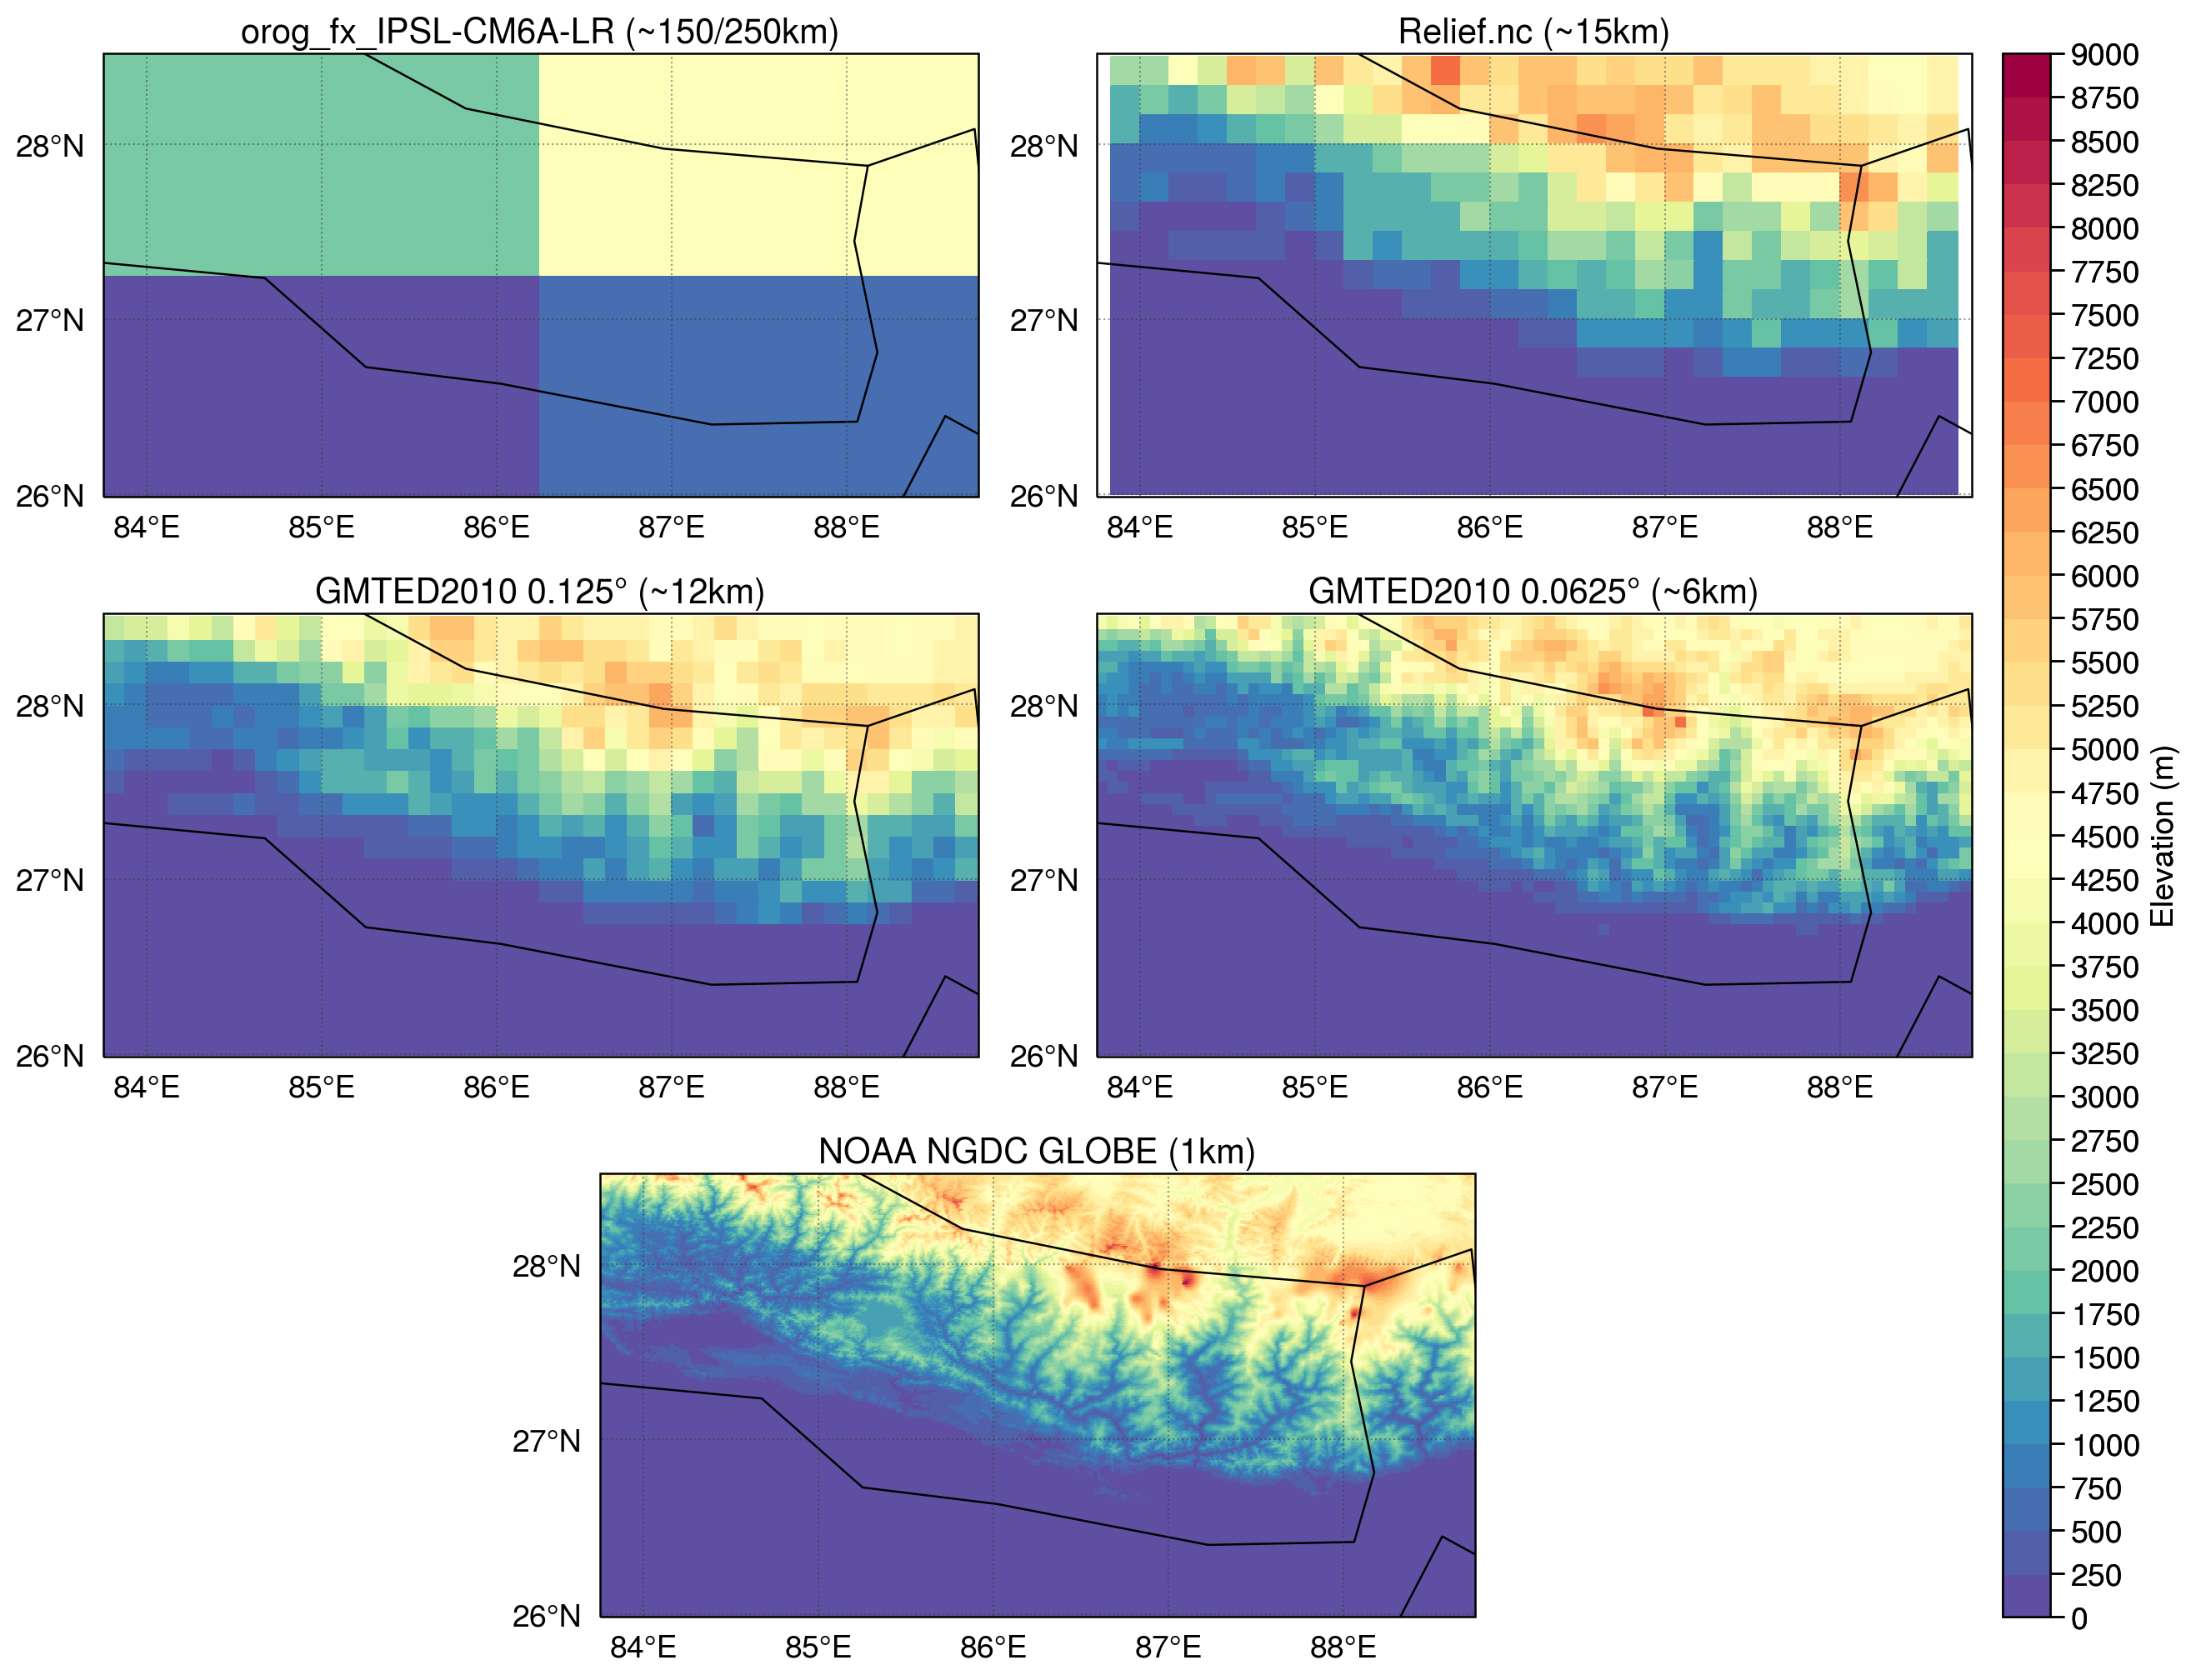 orog_fx_IPSL-CM6A-LR (~150/250km)
28°N
27°N
26°N
84°E 85°E 86°E 87°E 88°E
Relief.nc (~15km)
28°N
27°N
26°N
84°E 85°E 86°E 87°E 88°E
GMTED2010 0.125° (~12km)
28°N
27°N
26°N
84°E 85°E 86°E 87°E 88°E
GMTED2010 0.0625° (~6km)
28°N
27°N
26°N
84°E 85°E 86°E 87°E 88°E
NOAA NGDC GLOBE (1km)
28°N
27°N
26°N
84°E 85°E 86°E 87°E 88°E
9000
8750
8500
8250
8000
7750
7500
7250
7000
6750
6500
6250
6000
5750
5500
5250
5000
4750
4500
4250
4000
3750
3500
3250
3000
2750
2500
2250
2000
1750
1500
1250
1000
750
500
250
0
Elevation (m)